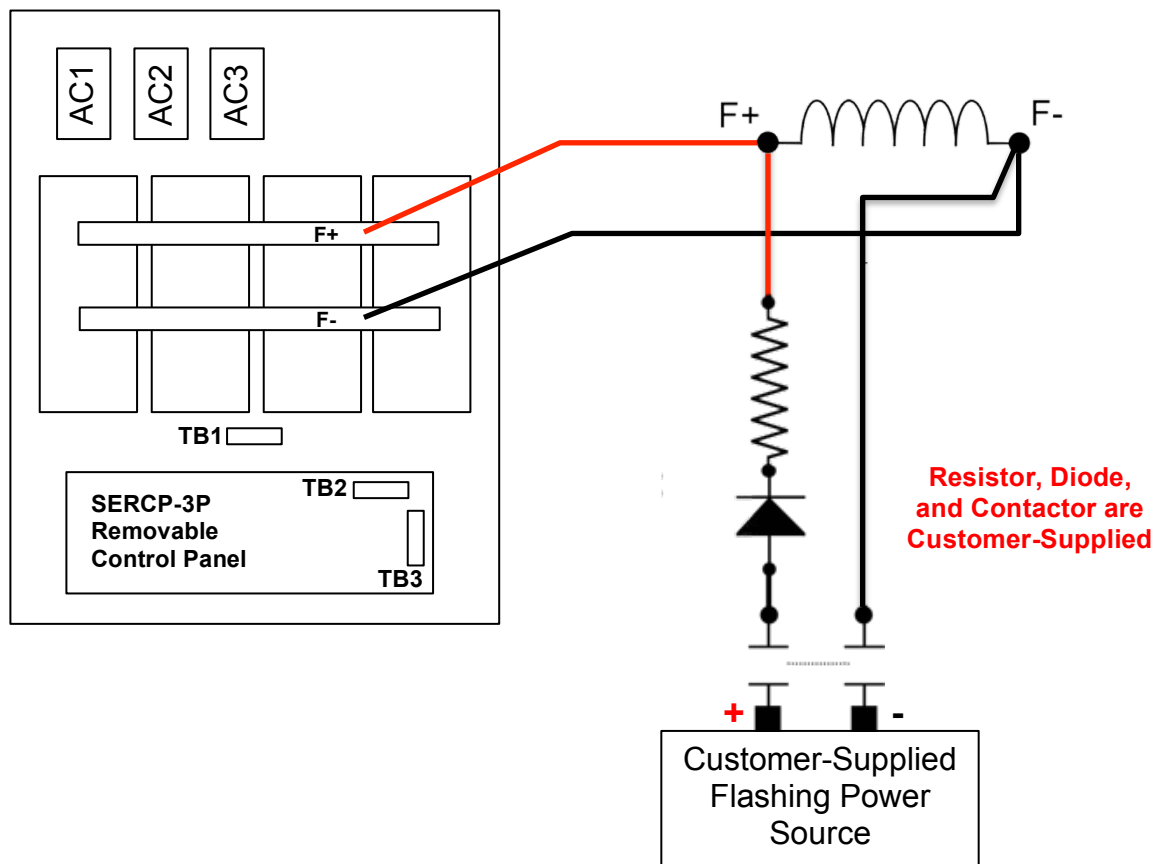 AC1
AC2
AC3
F+
F-
F+
F-
TB1
SERCP-3P
Removable
Control Panel
TB2
TB3
Resistor, Diode,
and Contactor are
Customer-Supplied
+
-
Customer-Supplied
Flashing Power
Source